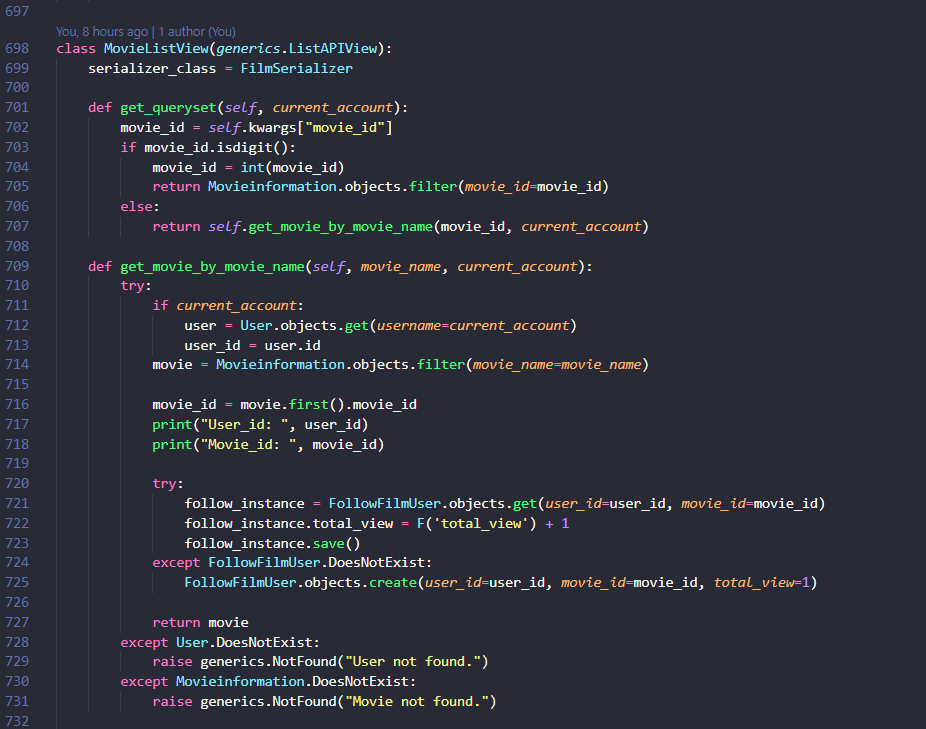 697
You, 8 hours ago | 1 author (You)
698 class MovieListView(generics.ListAPIView):
699     serializer_class = FilmSerializer
700
701     def get_queryset(self, current_account):
702         movie_id = self.kwargs["movie_id"]
703         if movie_id.isdigit():
704             movie_id = int(movie_id)
705             return Movieinformation.objects.filter(movie_id=movie_id)
706         else:
707             return self.get_movie_by_movie_name(movie_id, current_account)
708
709     def get_movie_by_movie_name(self, movie_name, current_account):
710         try:
711             if current_account:
712                 user = User.objects.get(username=current_account)
713                 user_id = user.id
714             movie = Movieinformation.objects.filter(movie_name=movie_name)
715
716             movie_id = movie.first().movie_id
717             print("User_id: ", user_id)
718             print("Movie_id: ", movie_id)
719
720             try:
721                 follow_instance = FollowFilmUser.objects.get(user_id=user_id, movie_id=movie_id)
722                 follow_instance.total_view = F('total_view') + 1
723                 follow_instance.save()
724             except FollowFilmUser.DoesNotExist:
725                 FollowFilmUser.objects.create(user_id=user_id, movie_id=movie_id, total_view=1)
726
727             return movie
728         except User.DoesNotExist:
729             raise generics.NotFound("User not found.")
730         except Movieinformation.DoesNotExist:
731             raise generics.NotFound("Movie not found.")
732